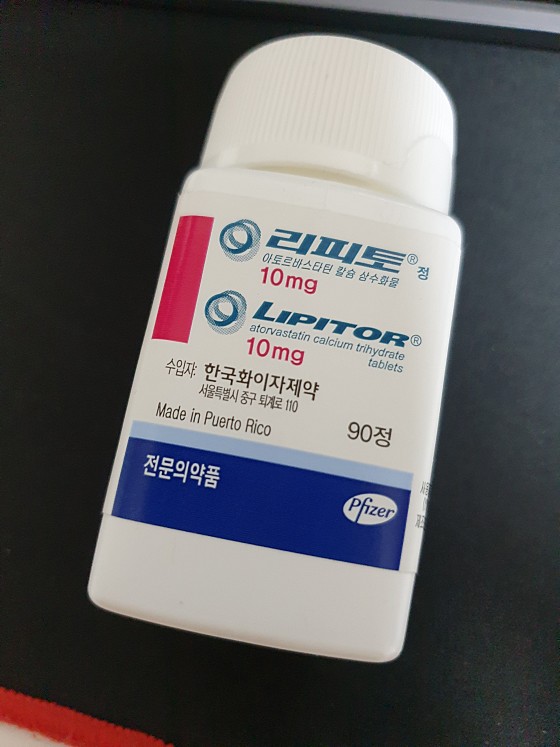 리피토® 정
아토르바스타틴 칼슘 삼수화물
10mg
LIPITOR®
atorvastatin calcium trihydrate
tablets
10mg
수입자: 한국화이자제약
서울특별시 중구 퇴계로 110
Made in Puerto Rico
90정
전문의약품
Pfizer